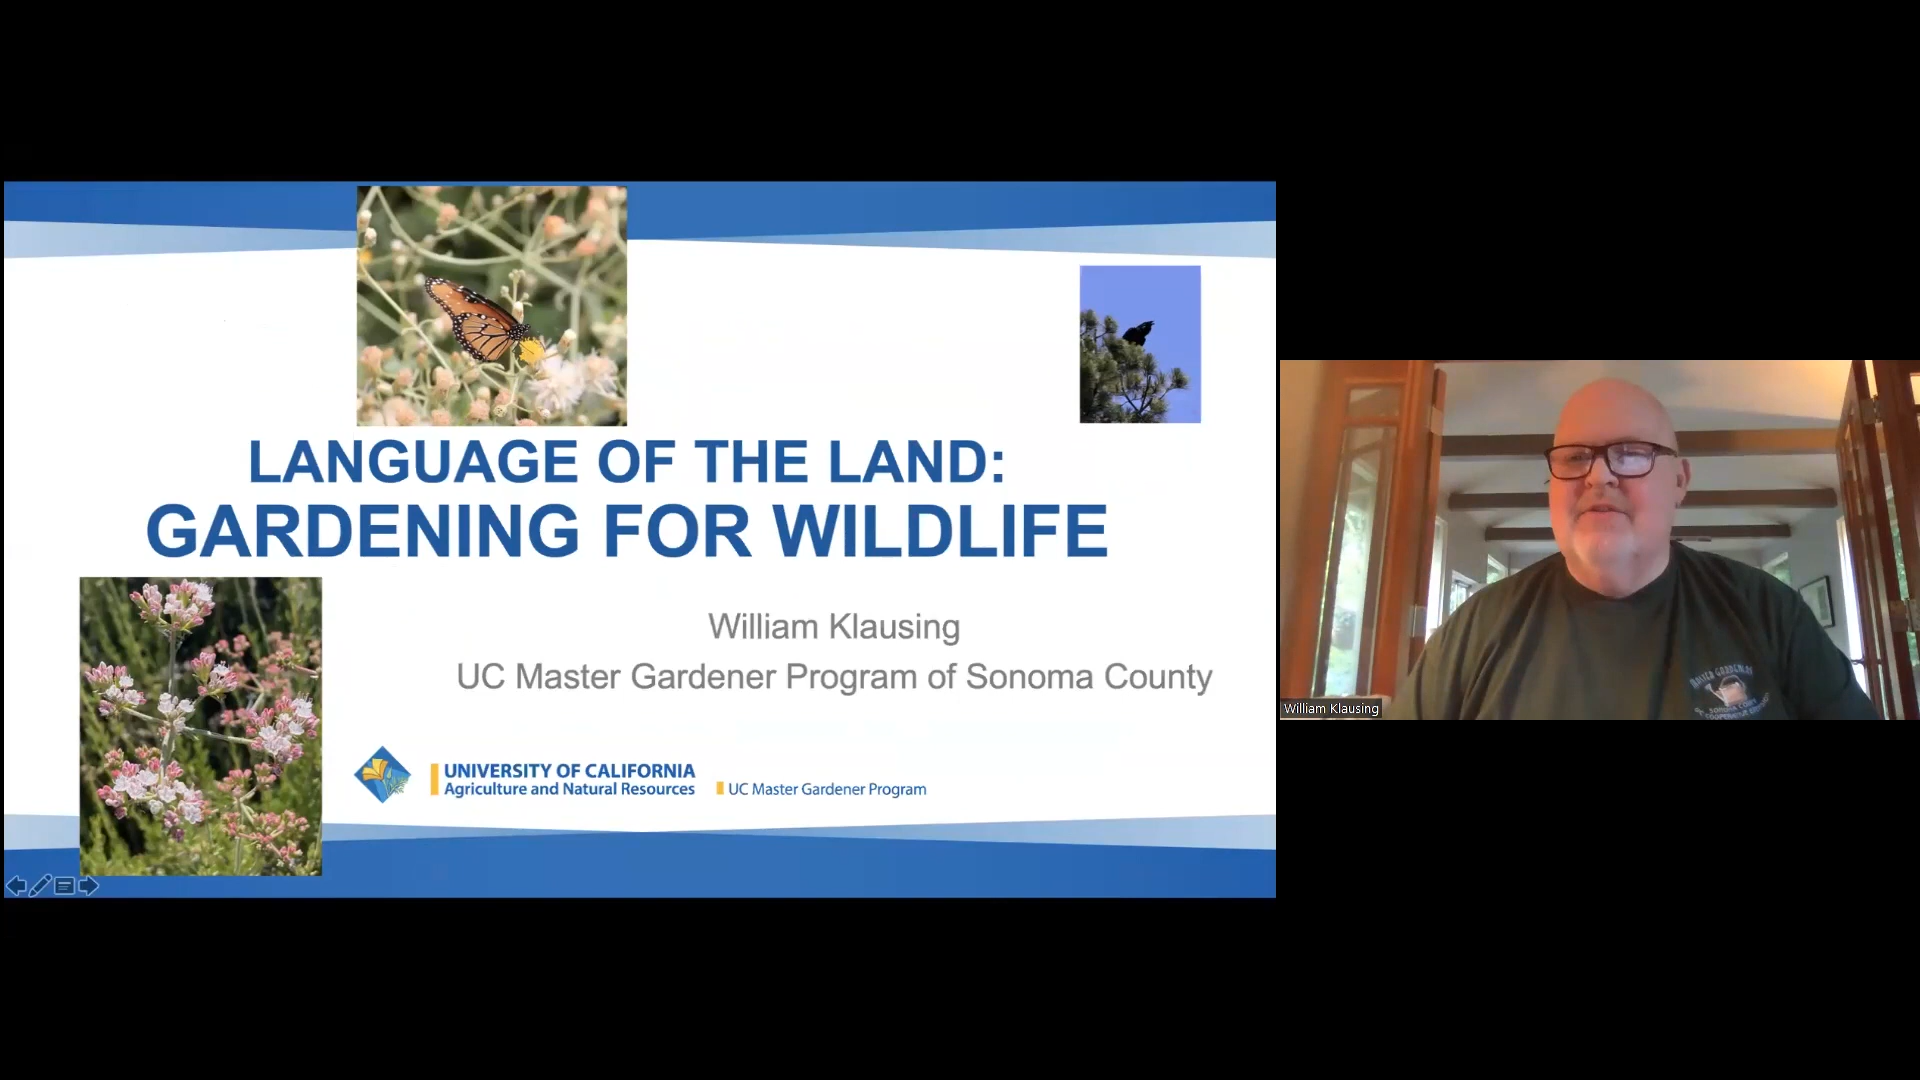 LANGUAGE OF THE LAND:
GARDENING FOR WILDLIFE
William Klausing
UC Master Gardener Program of Sonoma County
UNIVERSITY OF CALIFORNIA
Agriculture and Natural Resources
UC Master Gardener Program
William Klausing